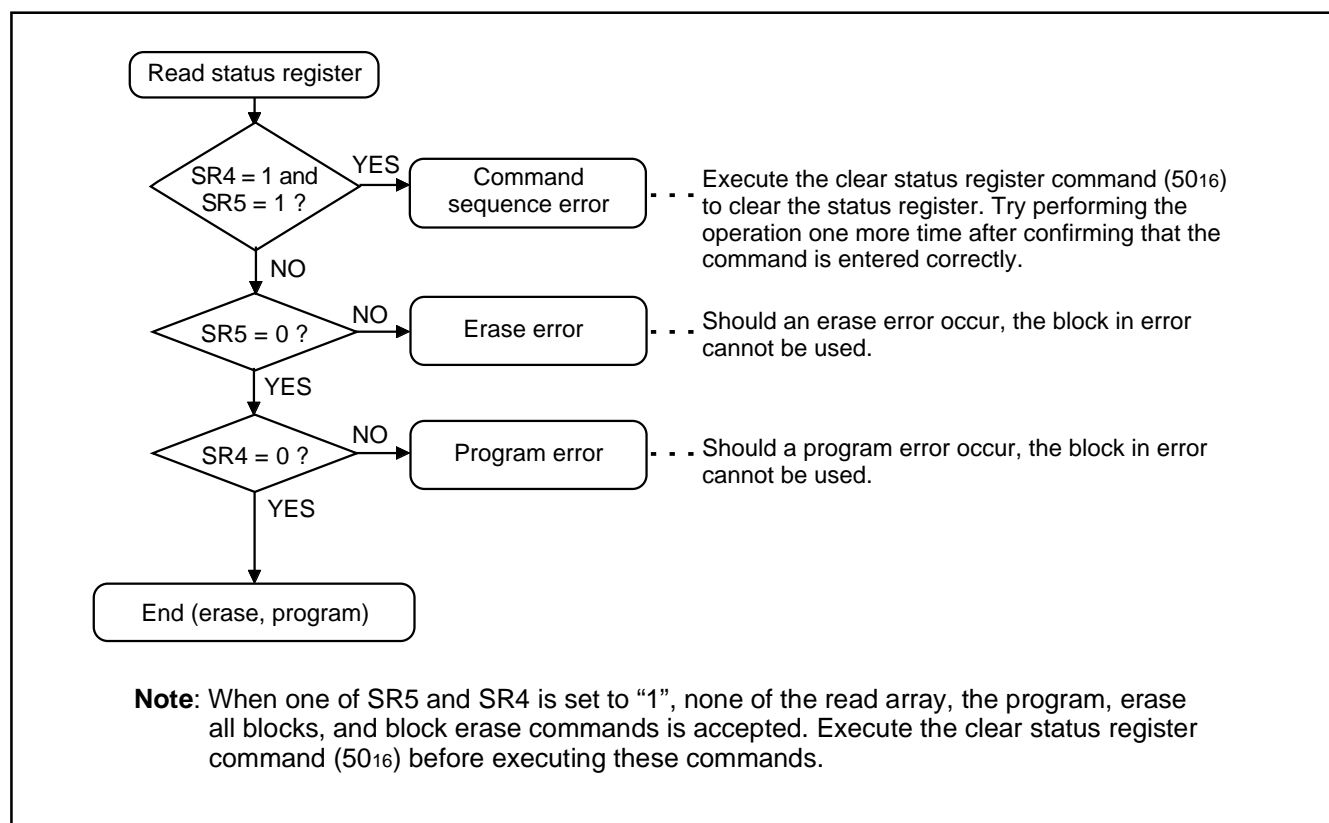 Read status register
SR4 = 1 and
SR5 = 1 ?
YES
Command
sequence error
Execute the clear status register command (5016)
to clear the status register. Try performing the
operation one more time after confirming that the
command is entered correctly.
NO
SR5 = 0 ?
NO
Erase error
Should an erase error occur, the block in error
cannot be used.
YES
SR4 = 0 ?
NO
Program error
Should a program error occur, the block in error
cannot be used.
YES
End (erase, program)
Note: When one of SR5 and SR4 is set to “1”, none of the read array, the program, erase
all blocks, and block erase commands is accepted. Execute the clear status register
command (5016) before executing these commands.